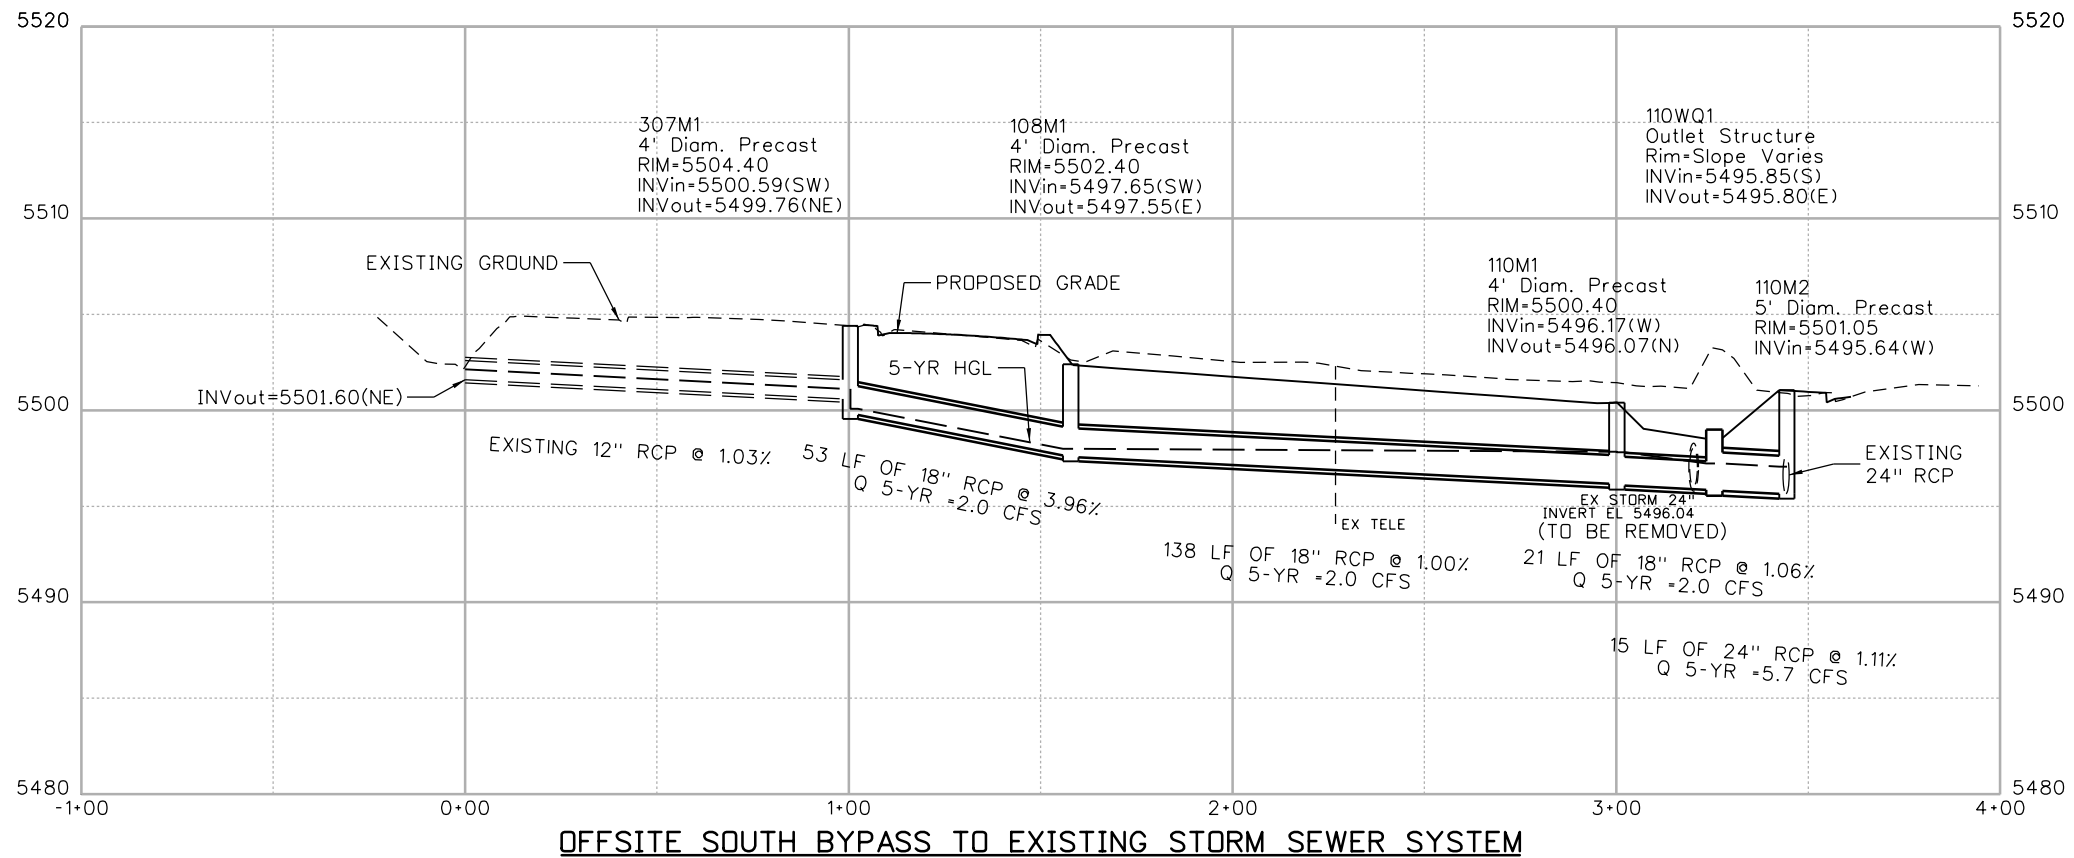 5520
5520
307M1
4' Diam. Precast
RIM=5504.40
INVin=5500.59(SW)
INVout=5499.76(NE)
108M1
4' Diam. Precast
RIM=5502.40
INVin=5497.65(SW)
INVout=5497.55(E)
110WQ1
Outlet Structure
Rim=Slope Varies
INVin=5495.85(S)
INVout=5495.80(E)
5510
5510
EXISTING GROUND
PROPOSED GRADE
110M1
4' Diam. Precast
RIM=5500.40
INVin=5496.17(W)
INVout=5496.07(N)
110M2
5' Diam. Precast
RIM=5501.05
INVin=5495.64(W)
5-YR HGL
INVout=5501.60(NE)
5500
5500
EXISTING 12" RCP @ 1.03%
53 LF OF 18" RCP @ 3.96%
Q 5-YR =2.0 CFS
EXISTING
24" RCP
EX TELE
EX STORM 24"
INVERT EL 5496.04
(TO BE REMOVED)
138 LF OF 18" RCP @ 1.00%
Q 5-YR =2.0 CFS
21 LF OF 18" RCP @ 1.06%
Q 5-YR =2.0 CFS
5490
5490
15 LF OF 24" RCP @ 1.11%
Q 5-YR =5.7 CFS
5480
5480
-1+00
0+00
1+00
2+00
3+00
4+00
OFFSITE SOUTH BYPASS TO EXISTING STORM SEWER SYSTEM